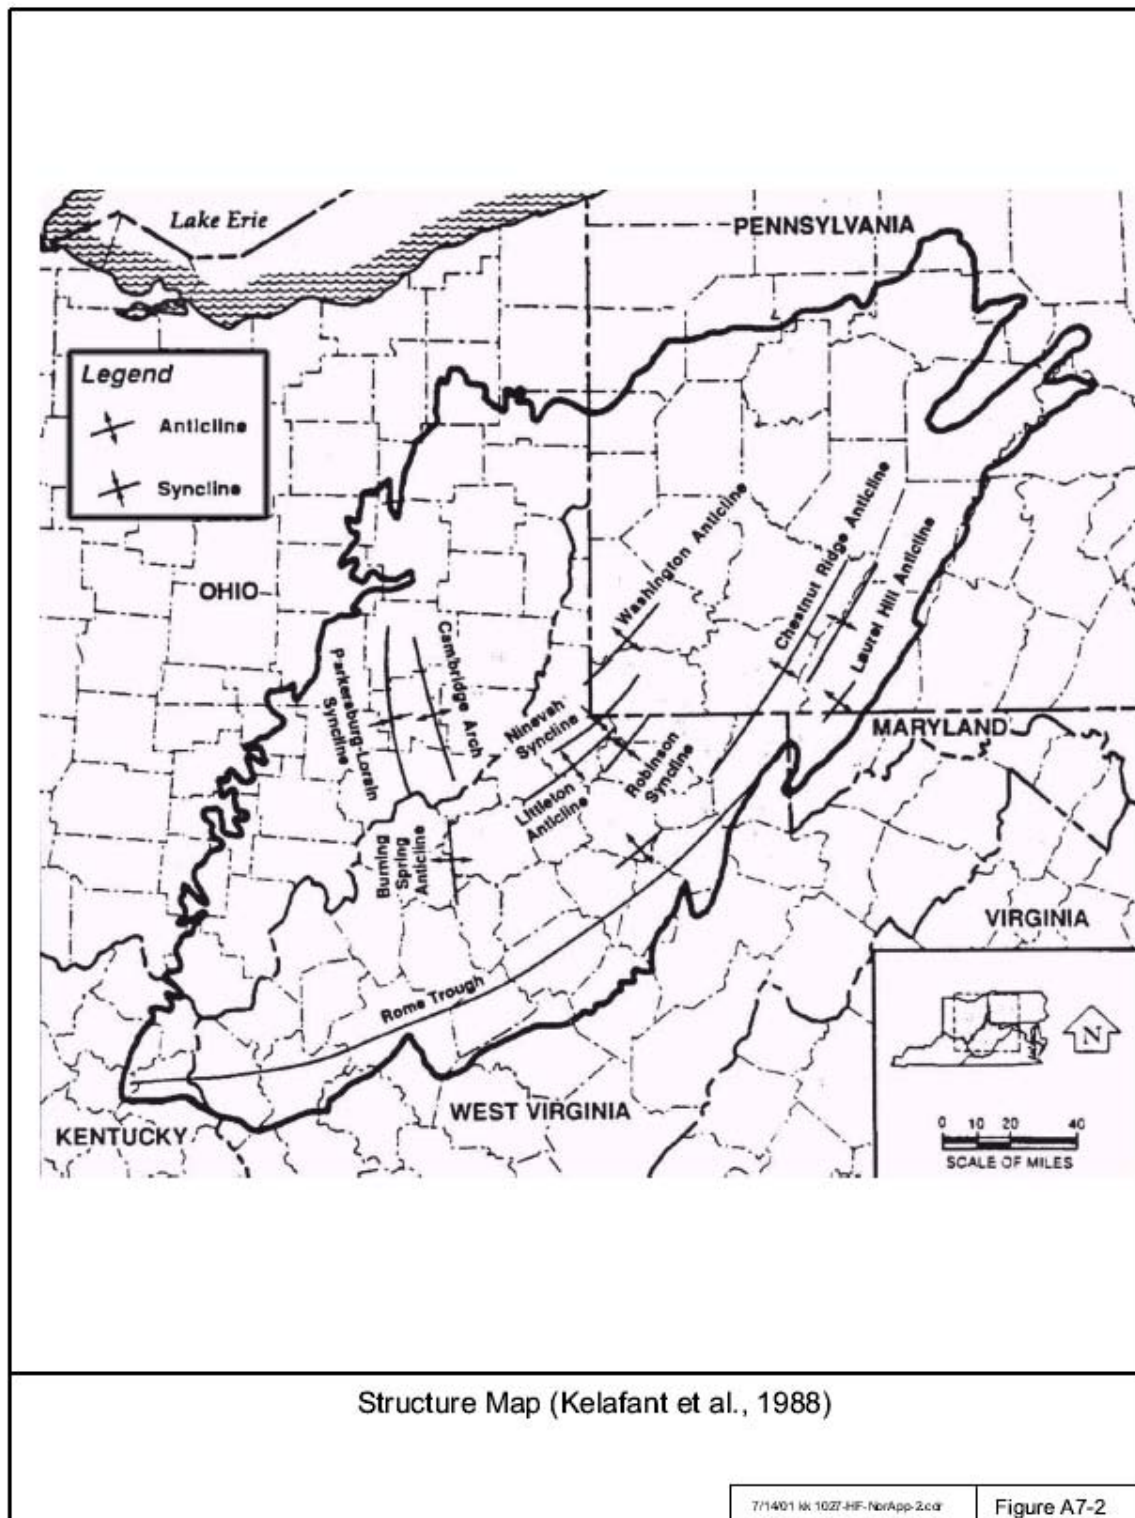 Lake Erie
PENNSYLVANIA
Legend
Anticline
Syncline
OHIO
Washington Anticline
Chestnut Ridge Anticline
Laurel Hill Anticline
Parkersburg-Lorain
Syncline
Cambridge Arch
Ninevah
Syncline
Littleton
Anticline
Robinson
Syncline
MARYLAND
Burning
Spring
Anticline
VIRGINIA
Rome Trough
WEST VIRGINIA
KENTUCKY
N
0 10 20 40
SCALE OF MILES
Structure Map (Kelafant et al., 1988)
7/14/01 kk 1027-HF-NorApp-2.cdr
Figure A7-2